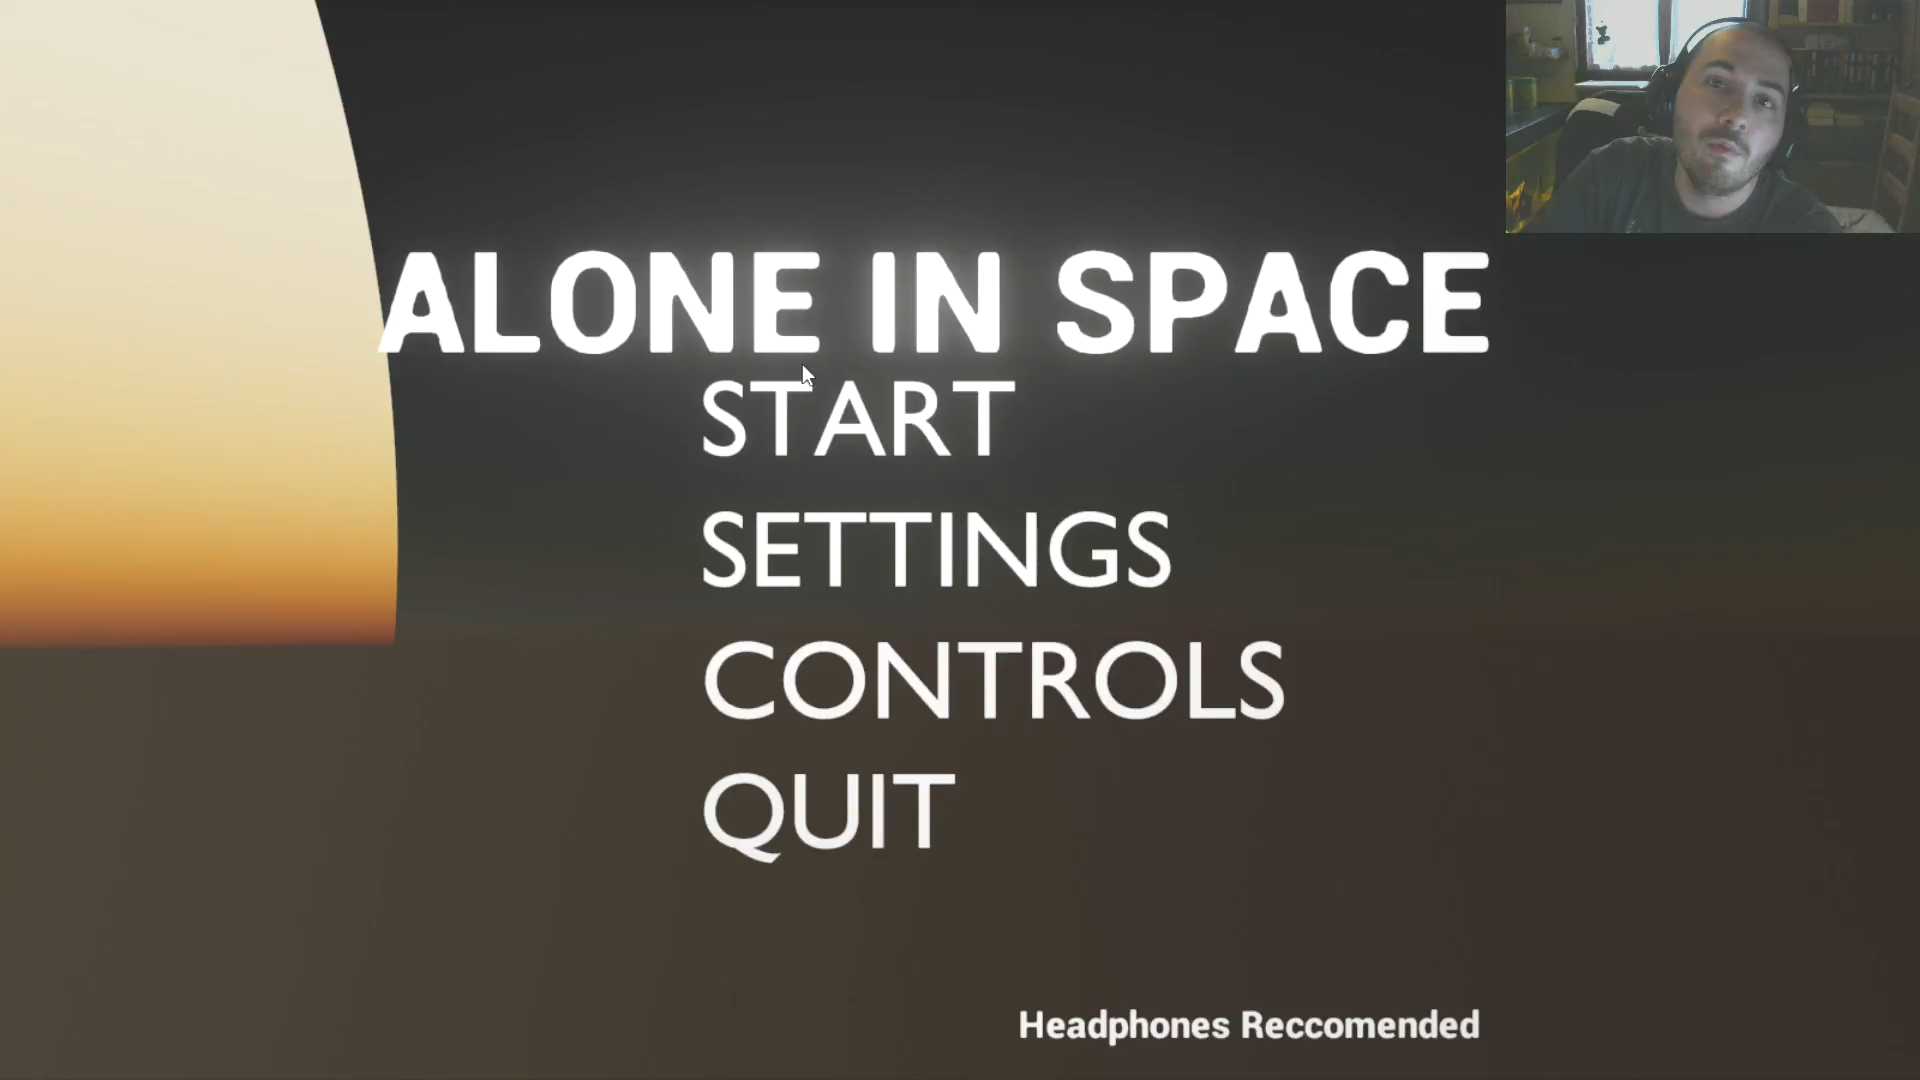 ALONE IN SPACE
START
SETTINGS
CONTROLS
QUIT
Headphones Reccomended